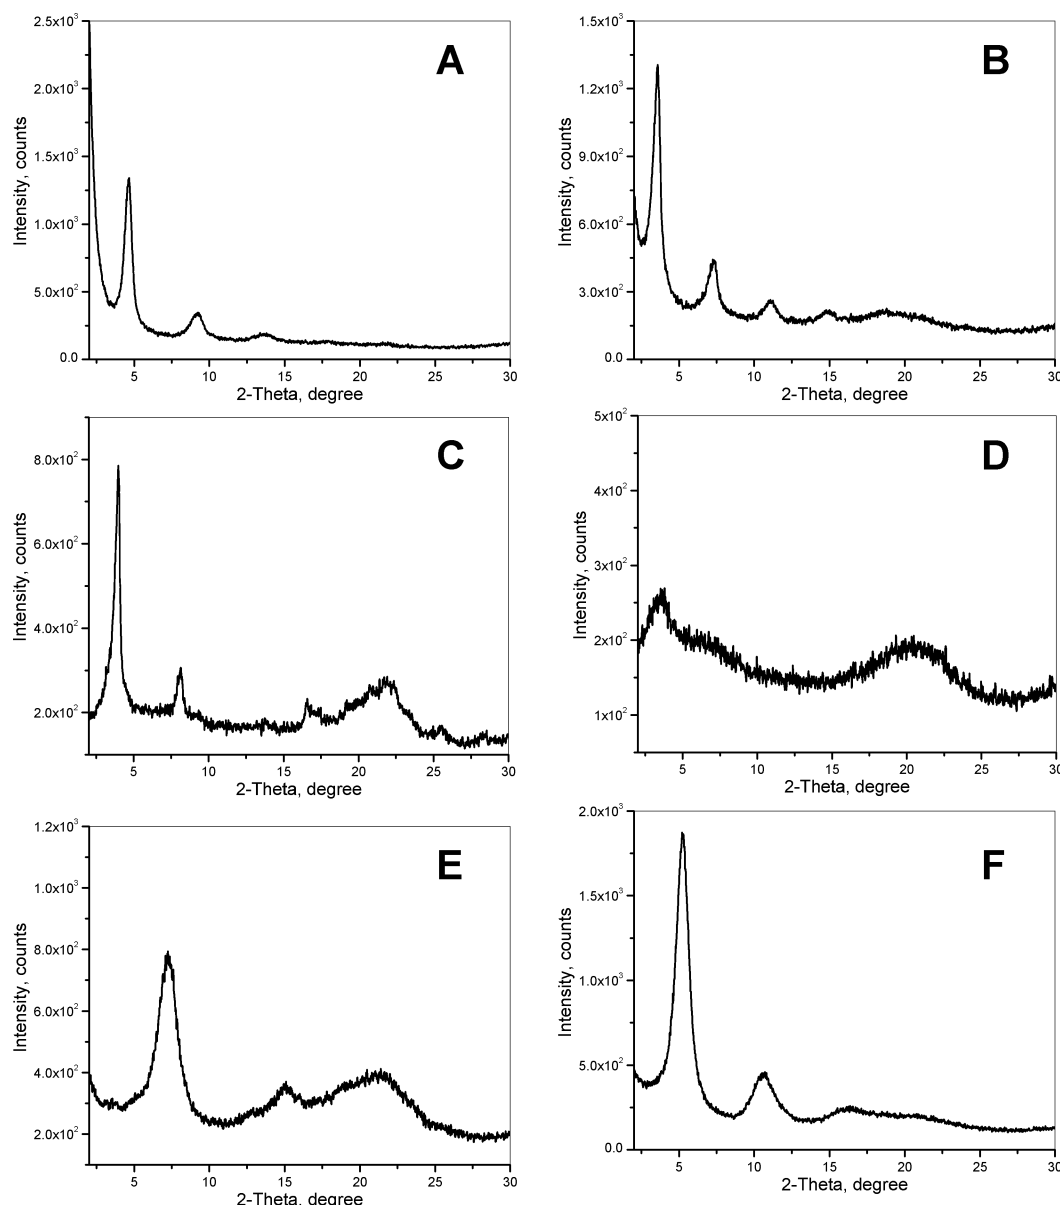 A
Intensity, counts
2.5x10³
2.0x10³
1.5x10³
1.0x10³
5.0x10²
0.0
5 10 15 20 25 30
2-Theta, degree
B
Intensity, counts
1.5x10³
1.2x10³
9.0x10²
6.0x10²
3.0x10²
0.0
5 10 15 20 25 30
2-Theta, degree
C
Intensity, counts
8.0x10²
6.0x10²
4.0x10²
2.0x10²
5 10 15 20 25 30
2-Theta, degree
D
Intensity, counts
5x10²
4x10²
3x10²
2x10²
1x10²
5 10 15 20 25 30
2-Theta, degree
E
Intensity, counts
1.2x10³
1.0x10³
8.0x10²
6.0x10²
4.0x10²
2.0x10²
5 10 15 20 25 30
2-Theta, degree
F
Intensity, counts
2.0x10³
1.5x10³
1.0x10³
5.0x10²
0.0
5 10 15 20 25 30
2-Theta, degree